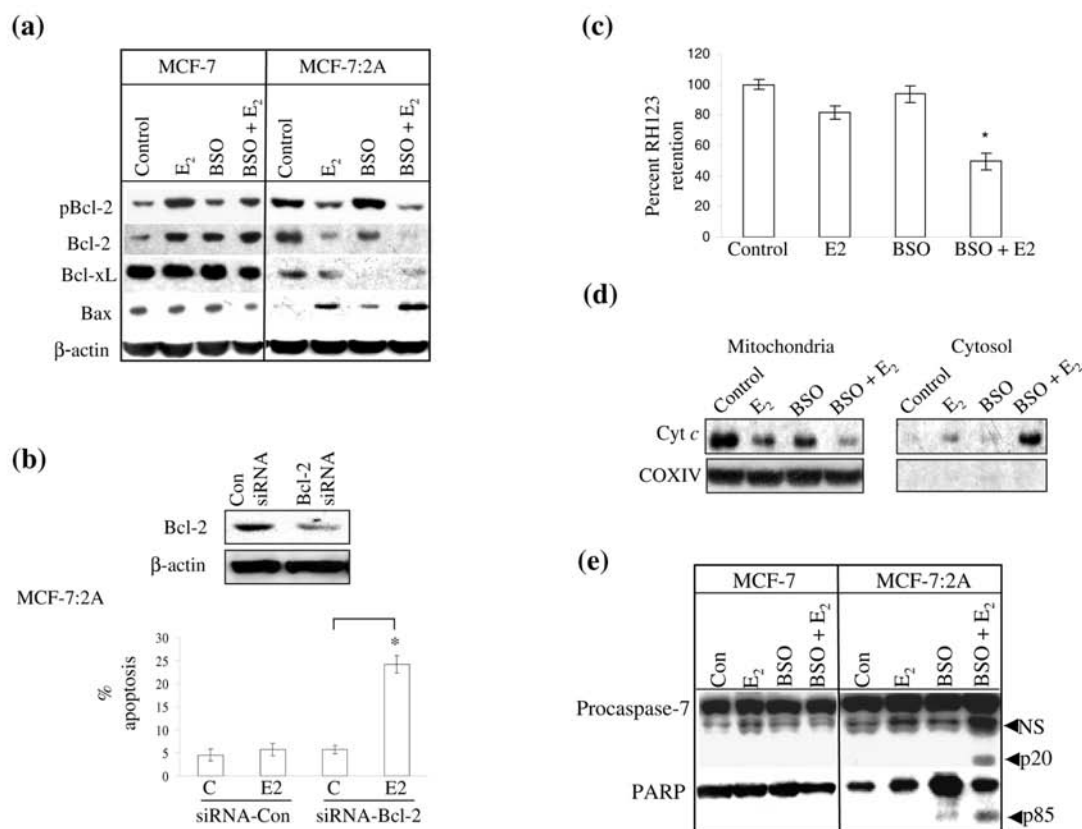 (a)
MCF-7 MCF-7:2A
Control E₂ BSO BSO + E₂ Control E₂ BSO BSO + E₂
pBcl-2
Bcl-2
Bcl-xL
Bax
β-actin
(b)
Con siRNA Bcl-2 siRNA
Bcl-2
β-actin
MCF-7:2A
% apoptosis
30
25
20
15
10
5
0
*
C E2 C E2
siRNA-Con siRNA-Bcl-2
(c)
Percent RH123
retention
120
100
80
60
40
20
0
*
Control E2 BSO BSO + E2
(d)
Mitochondria Cytosol
Control E₂ BSO BSO + E₂ Control E₂ BSO BSO + E₂
Cyt c
COXIV
(e)
MCF-7 MCF-7:2A
Con E₂ BSO BSO + E₂ Con E₂ BSO BSO + E₂
Procaspase-7
NS
p20
PARP
p85